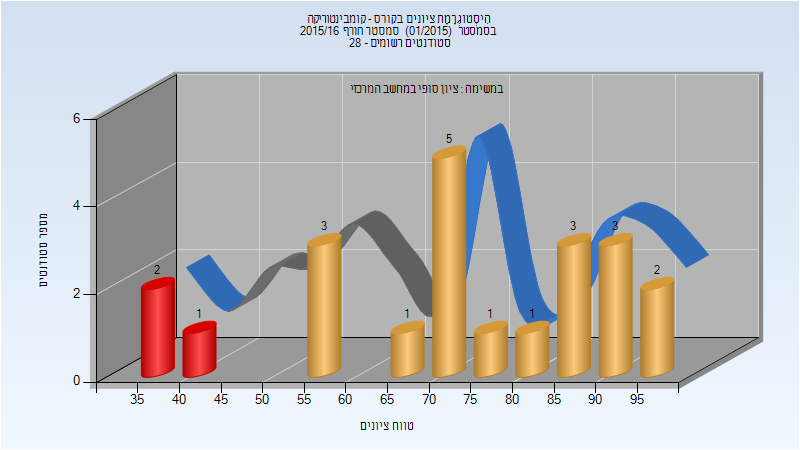 היסטוגרמת ציונים בקורס - קומבינטוריקה
בסמסטר (01/2015) סמסטר חורף 2015/16
סטודנטים רשומים - 28
במשימה : ציון סופי במחשב המרכזי
מספר סטודנטים
6
4
2
0
2
1
3
1
5
1
1
3
3
2
35 40 45 50 55 60 65 70 75 80 85 90 95
טווח ציונים